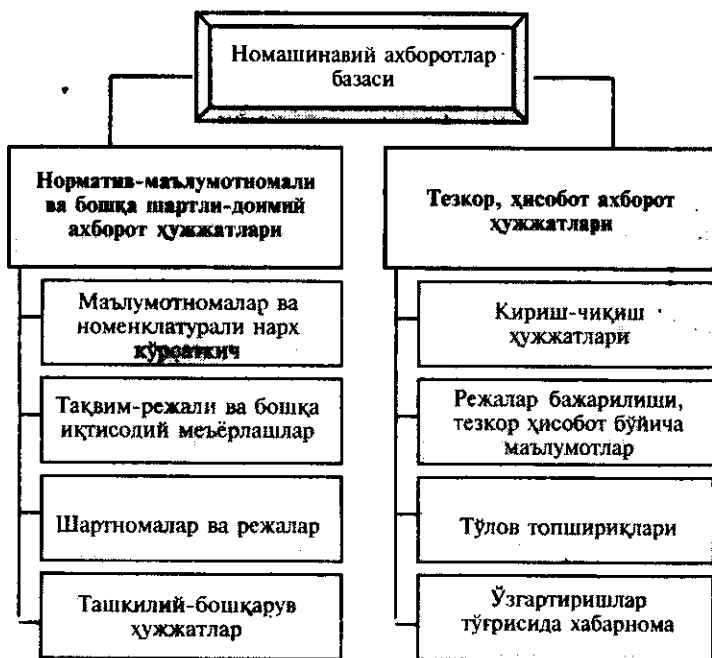 Номашинавий ахборотлар
базаси
Норматив-маълумотномали
ва бошқа шартли-доимий
ахборот ҳужжатлари
Маълумотномалар ва
номенклатурали нарх
кўрсаткич
Тақвим-режали ва бошқа
иқтисодий меъёрлашлар
Шартномалар ва режалар
Ташкилий-бошқарув
ҳужжатлар
Тезкор, ҳисобот ахборот
ҳужжатлари
Кириш-чиқиш
ҳужжатлари
Режалар бажарилиши,
тезкор ҳисобот бўйича
маълумотлар
Тўлов топшириқлари
Ўзгартиришлар
тўғрисида хабарнома